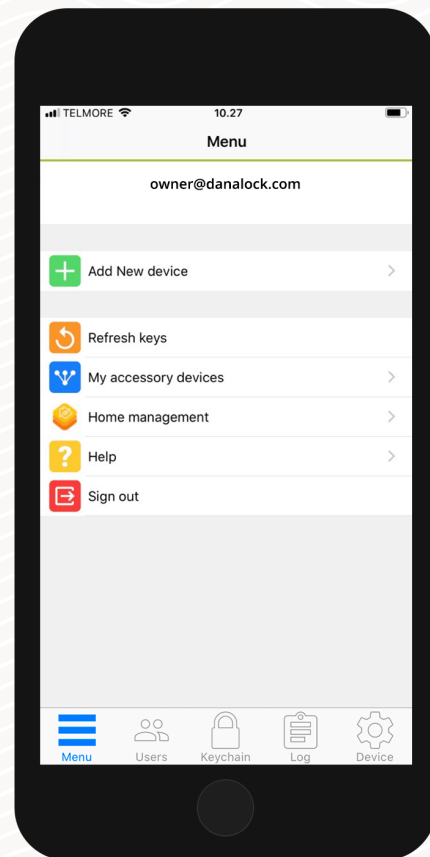 TELMORE 10.27
Menu
owner@danalock.com
Add New device
Refresh keys
My accessory devices
Home management
?
Help
Sign out
Menu Users Keychain Log Device